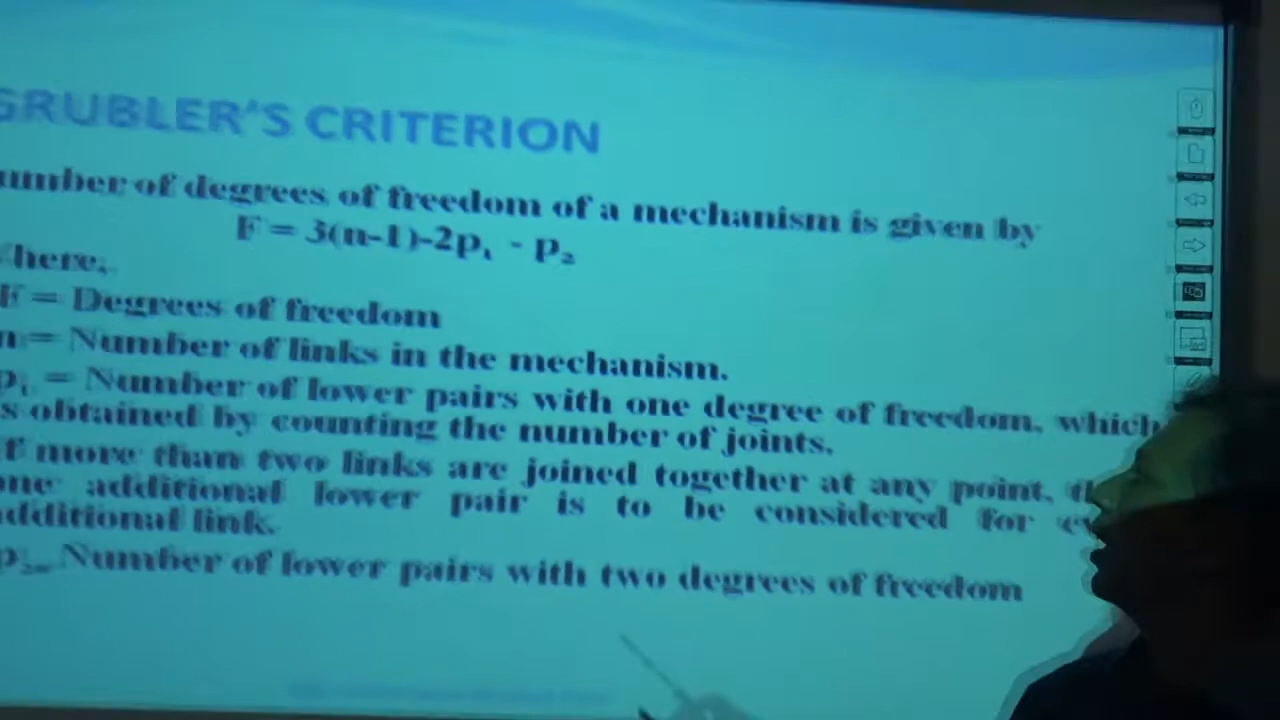 GRUBLER'S CRITERION
umber of degrees of freedom of a mechanism is given by
F = 3(n-1)-2p₁ - p₂
here,
F = Degrees of freedom
n = Number of links in the mechanism.
p₁ = Number of lower pairs with one degree of freedom, which
s obtained by counting the number of joints.
f more than two links are joined together at any point,
ne additional lower pair is to be considered for
additional link.
p₂= Number of lower pairs with two degrees of freedom